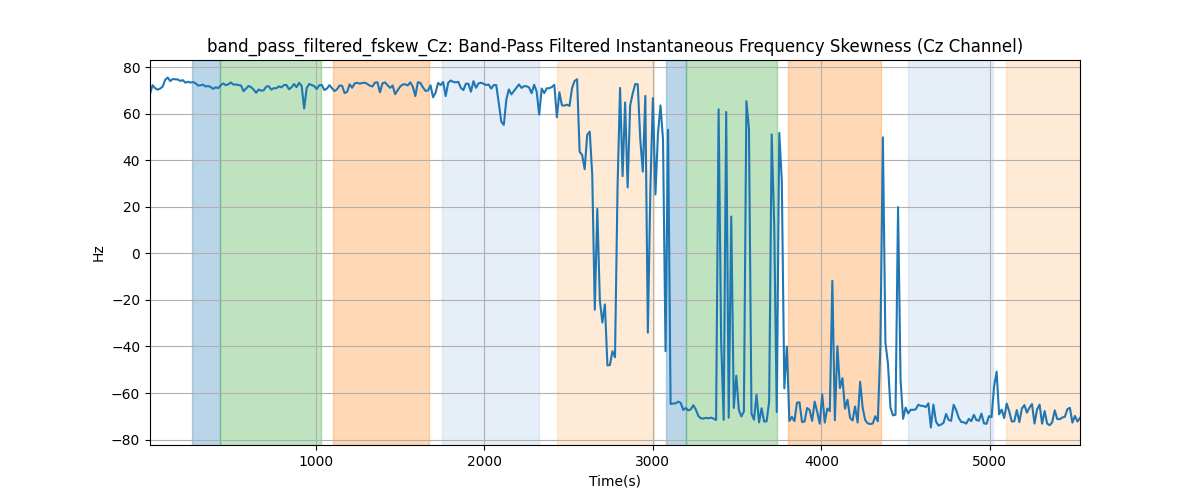 band_pass_filtered_fskew_Cz: Band-Pass Filtered Instantaneous Frequency Skewness (Cz Channel)
80
60
40
20
0
−20
−40
−60
−80
Hz
1000 2000 3000 4000 5000
Time(s)